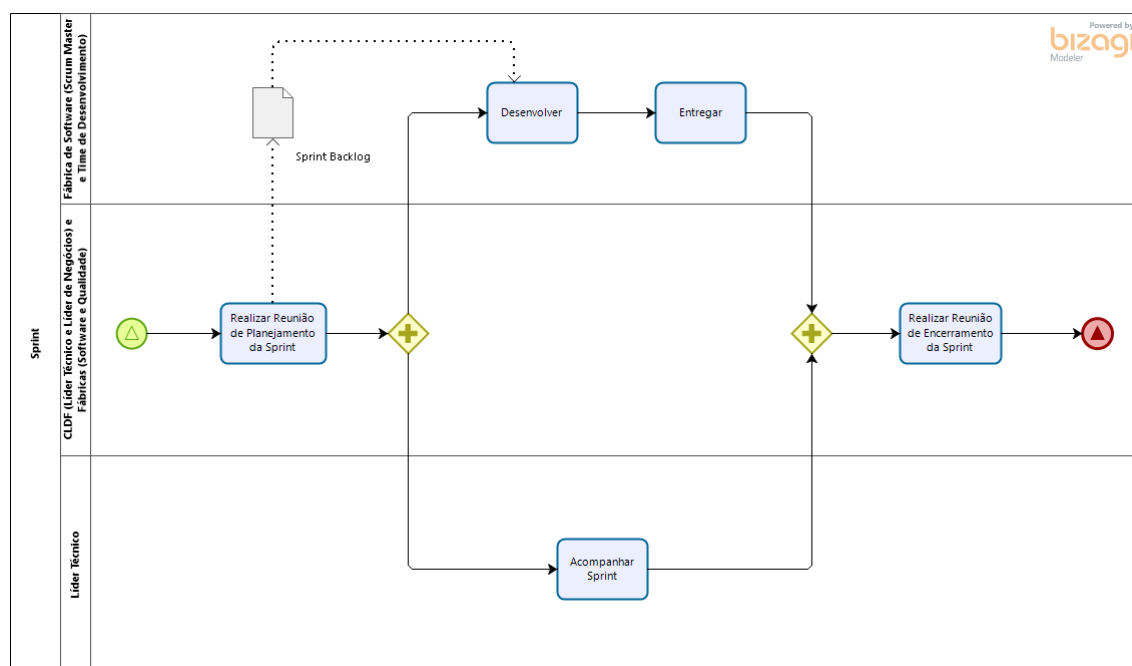 Powered by
bizagi
Modeler
Sprint
Fábrica de Software (Scrum Master
e Time de Desenvolvimento)
Desenvolver
Entregar
Sprint Backlog
CLDF (Líder Técnico e Líder de Negócios) e
Fábricas (Software e Qualidade)
Realizar Reunião
de Planejamento
da Sprint
Realizar Reunião
de Encerramento
da Sprint
Líder Técnico
Acompanhar
Sprint